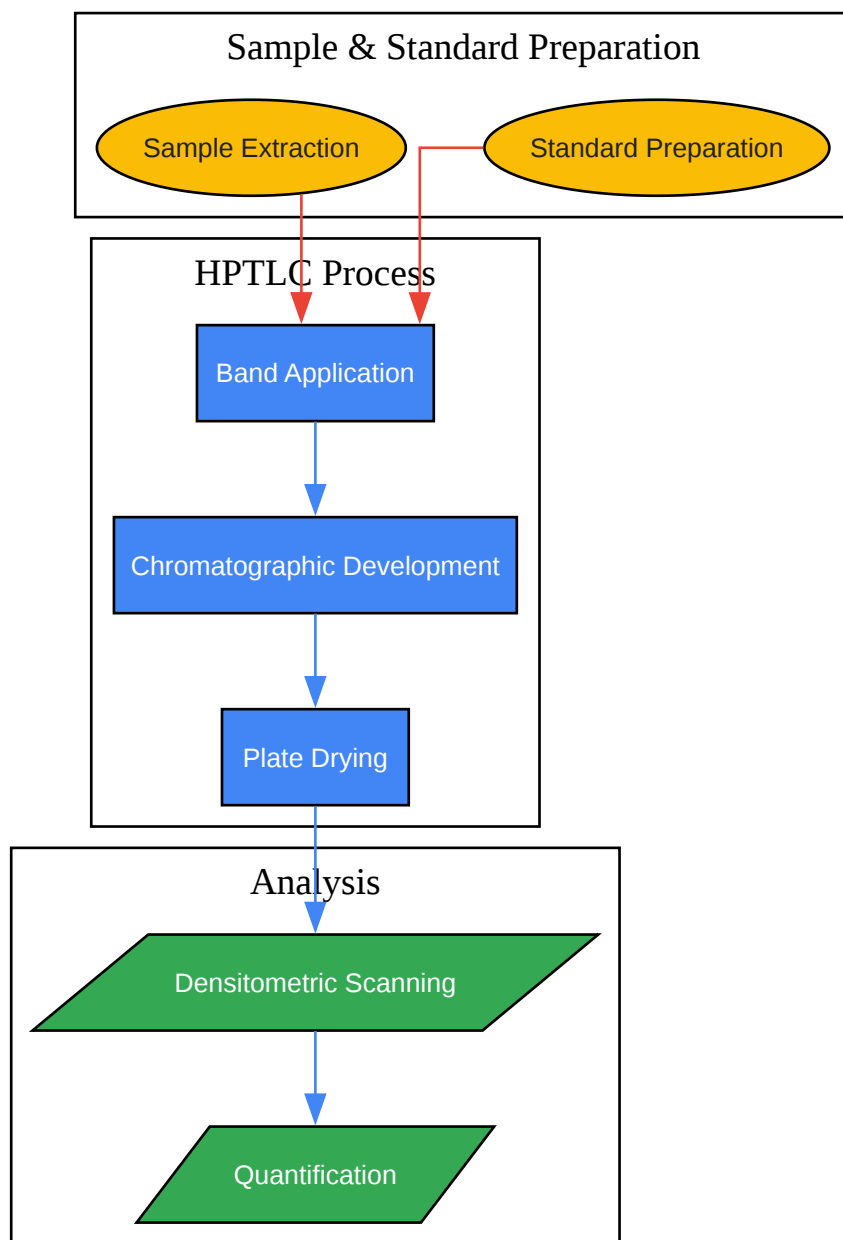 Sample & Standard Preparation
Sample Extraction
Standard Preparation
HPTLC Process
Band Application
Chromatographic Development
Plate Drying
Analysis
Densitometric Scanning
Quantification